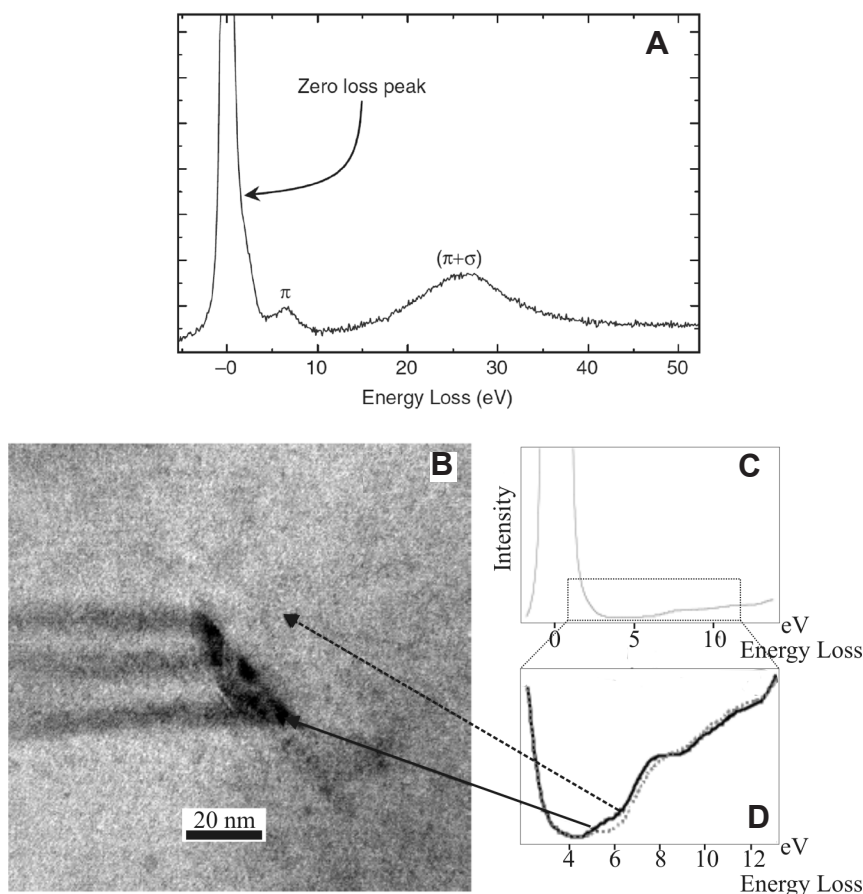 A
Zero loss peak
π
(π+σ)
–0 10 20 30 40 50
Energy Loss (eV)
B
20 nm
C
Intensity
0 5 10 eV
Energy Loss
D
4 6 8 10 12 eV
Energy Loss